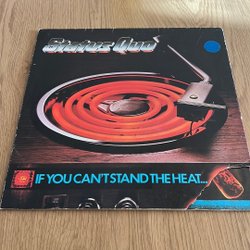 Status Quo
IF YOU CAN'T STAND THE HEAT...